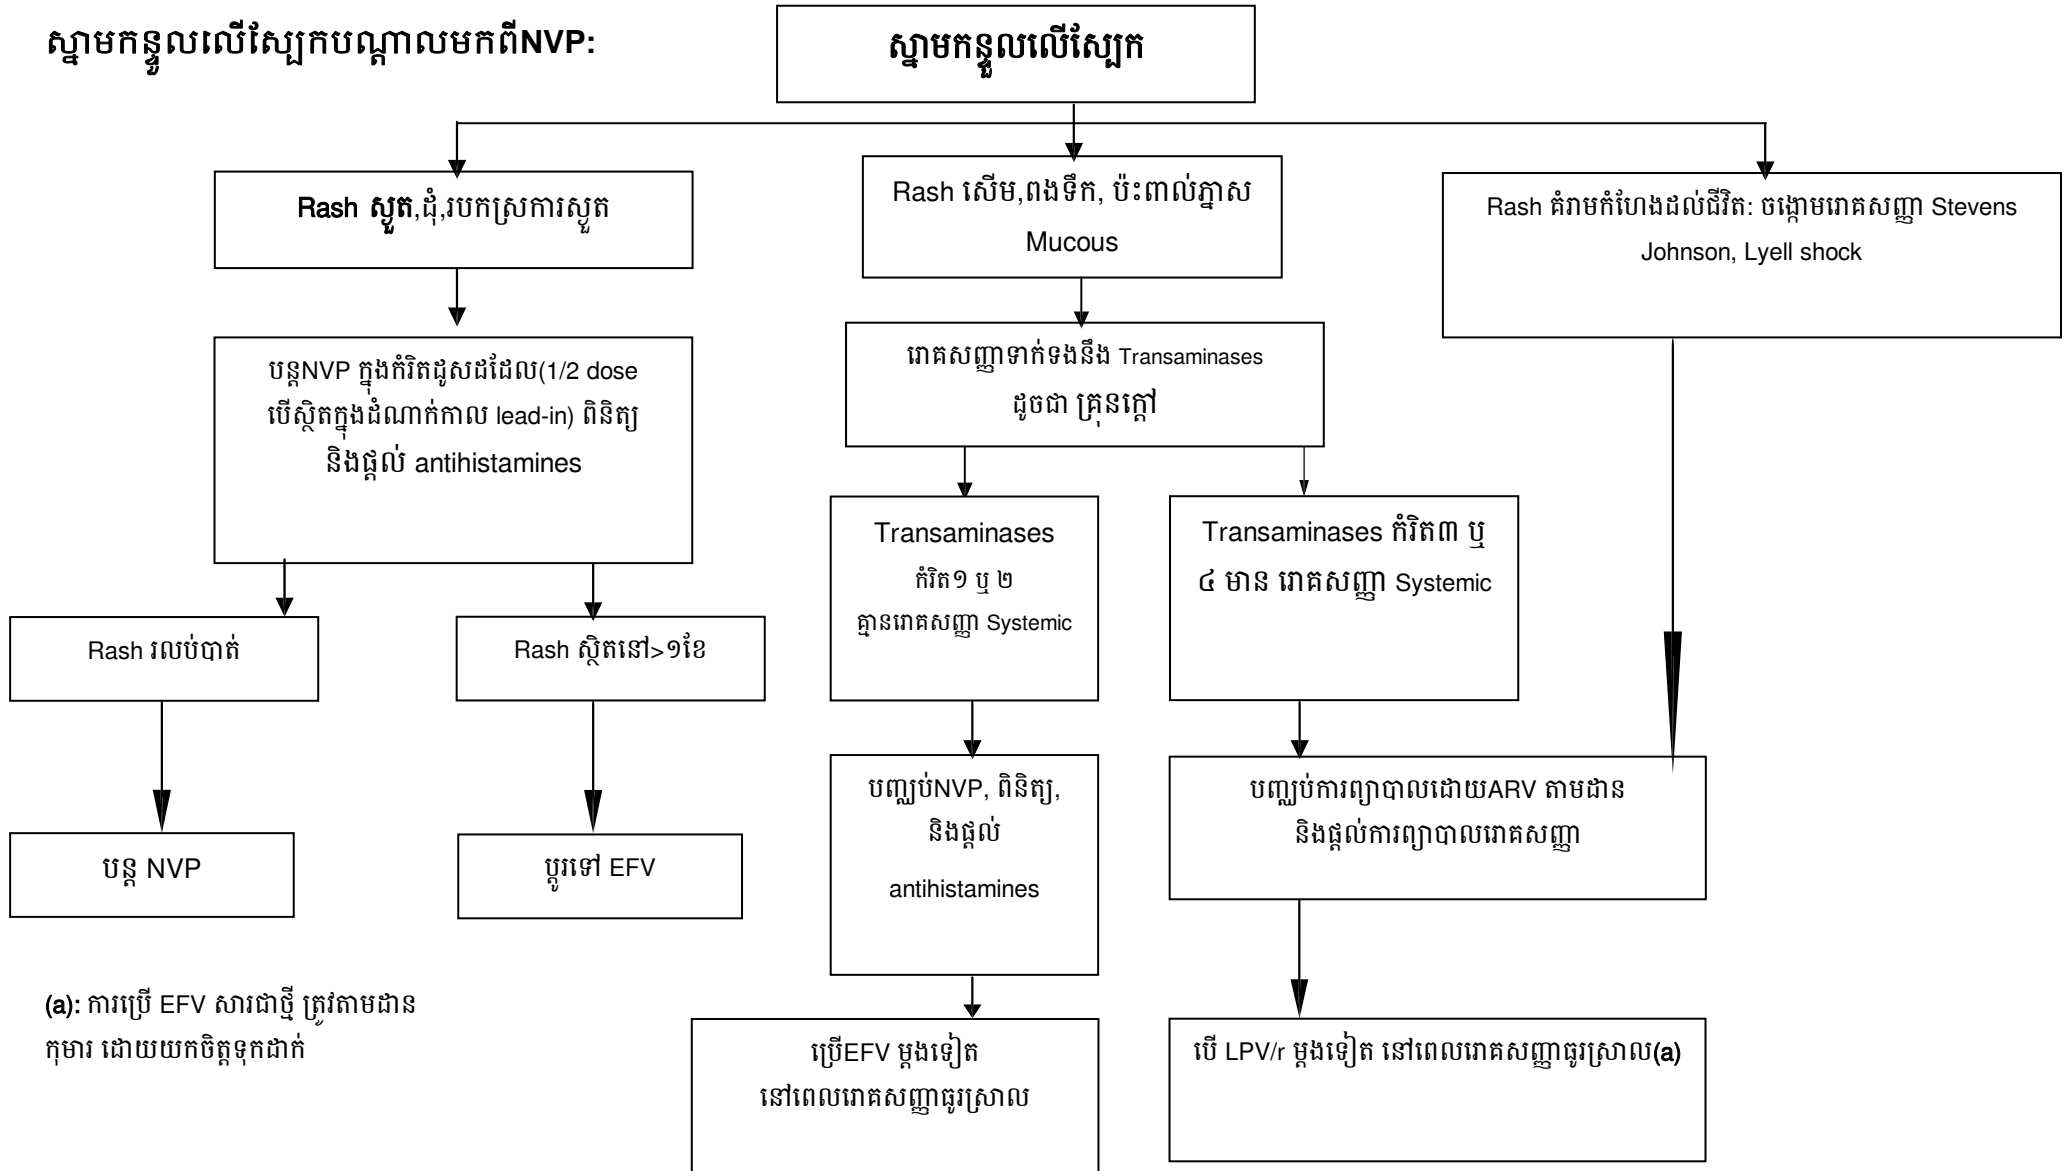 ស្នាមកន្ទួលលើស្បែកបណ្តាលមកពីNVP:
ស្នាមកន្ទួលលើស្បែក
Rash ស្ងួត,ដុំ,របកស្រការស្ងួត
Rash សើម,ពងទឹក, ប៉ះពាល់ភ្នាស
Mucous
Rash គំរាមកំហែងដល់ជីវិត: ចង្កោមរោគសញ្ញា Stevens
Johnson, Lyell shock
បន្តNVP ក្នុងកំរិតដូសដដែល(1/2 dose
បើស្ថិតក្នុងដំណាក់កាល lead-in) ពិនិត្យ
និងផ្តល់ antihistamines
រោគសញ្ញាទាក់ទងនឹង Transaminases
ដូចជា គ្រុនក្តៅ
Transaminases
កំរិត១ ឬ ២
គ្មានរោគសញ្ញា Systemic
Transaminases កំរិត៣ ឬ
៤ មាន រោគសញ្ញា Systemic
Rash រលប់បាត់
Rash ស្ថិតនៅ>១ខែ
បញ្ឈប់NVP, ពិនិត្យ,
និងផ្តល់
antihistamines
បញ្ឈប់ការព្យាបាលដោយARV តាមដាន
និងផ្តល់ការព្យាបាលរោគសញ្ញា
បន្ត NVP
ប្តូរទៅ EFV
(a): ការប្រើ EFV សារជាថ្មី ត្រូវតាមដាន
កុមារ ដោយយកចិត្តទុកដាក់
ប្រើEFV ម្តងទៀត
នៅពេលរោគសញ្ញាធូរស្រាល
បើ LPV/r ម្តងទៀត នៅពេលរោគសញ្ញាធូរស្រាល(a)